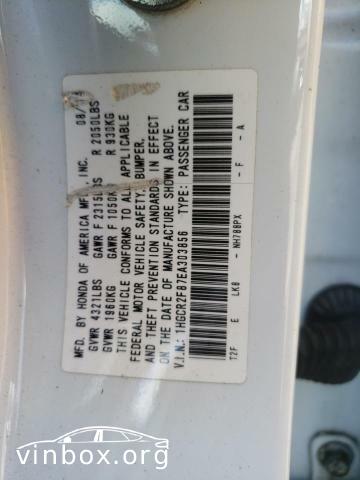 MFD. BY HONDA OF AMERICA MFG., INC. 08/
GVWR 4321LBS GAWR F 2315LBS R 2050LBS
GVWR 1960KG GAWR F 1050KG R 930KG
THIS VEHICLE CONFORMS TO ALL APPLICABLE
FEDERAL MOTOR VEHICLE SAFETY, BUMPER,
AND THEFT PREVENTION STANDARDS IN EFFECT
ON THE DATE OF MANUFACTURE SHOWN ABOVE.
V.I.N.: 1HGCR2F87EA303856 TYPE: PASSENGER CAR
T2F E LK8 - NH788PX - F - A
vinbox.org